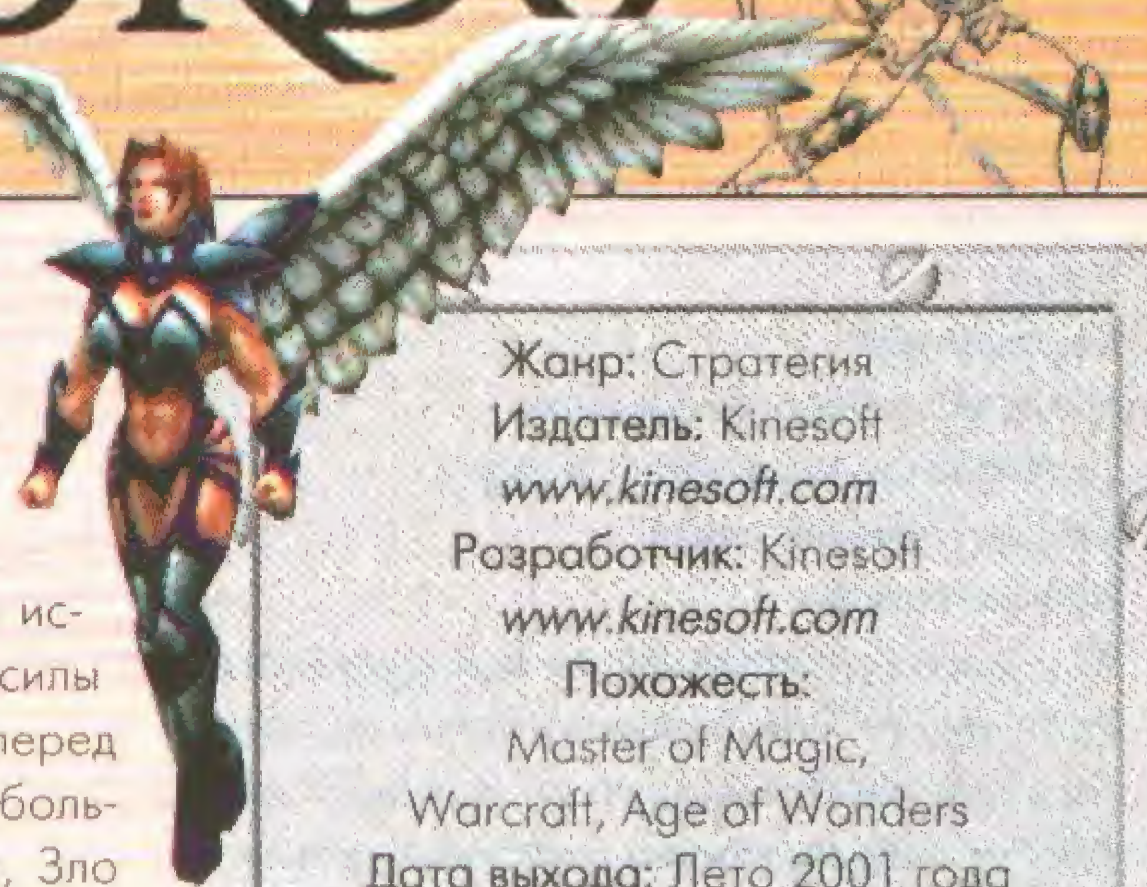 Жанр: Стратегия
Издатель: Kinesoft
www.kinesoft.com
Разработчик: Kinesoft
www.kinesoft.com
Похожесть:
Master of Magic,
Warcraft, Age of Wonders
Дата выхода: Лето 2001 года
ис-
силы
перед
боль-
Зло